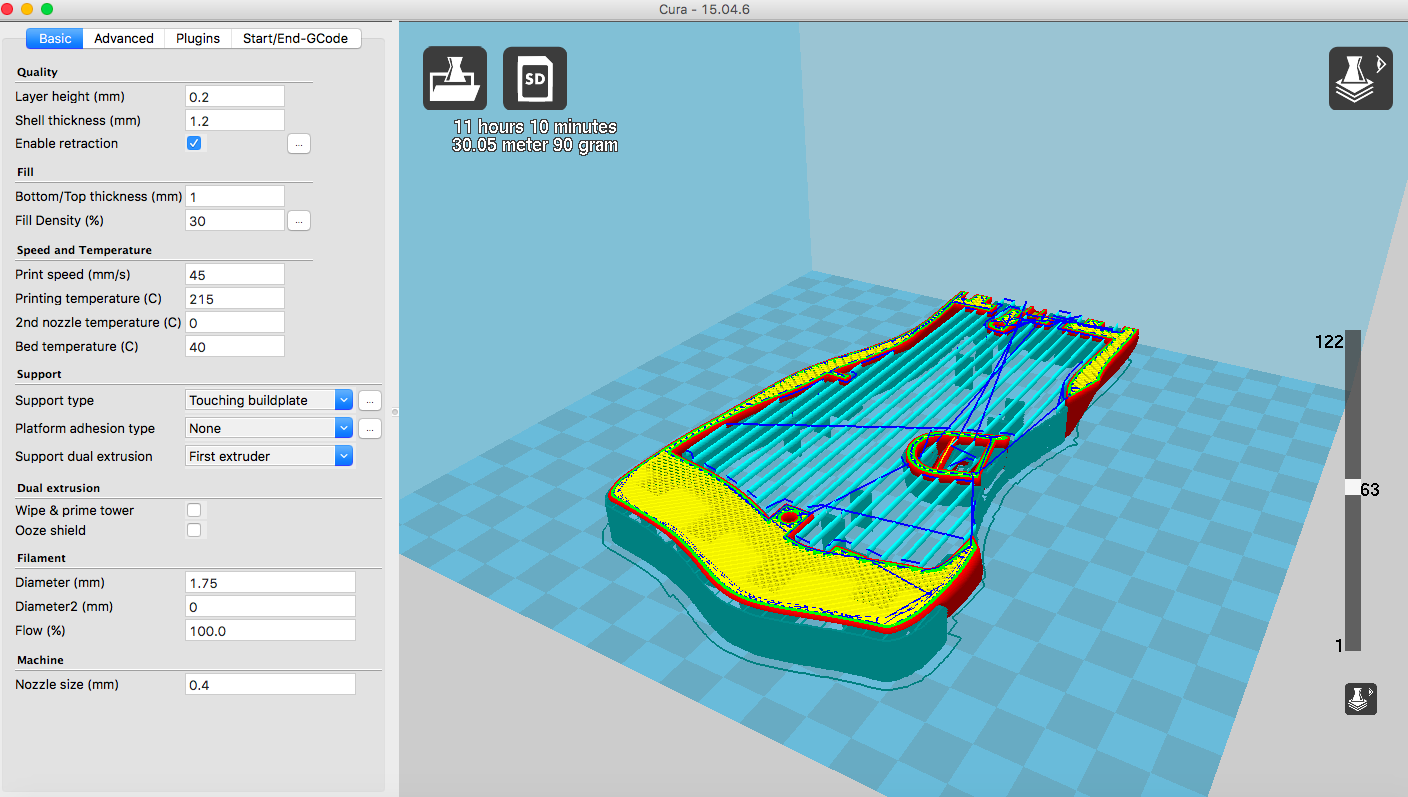 Cura - 15.04.6
Basic Advanced Plugins Start/End-GCode
Quality
Layer height (mm) 0.2
Shell thickness (mm) 1.2
Enable retraction ...
Fill
Bottom/Top thickness (mm) 1
Fill Density (%) 30 ...
Speed and Temperature
Print speed (mm/s) 45
Printing temperature (C) 215
2nd nozzle temperature (C) 0
Bed temperature (C) 40
Support
Support type Touching buildplate ...
Platform adhesion type None ...
Support dual extrusion First extruder
Dual extrusion
Wipe & prime tower
Ooze shield
Filament
Diameter (mm) 1.75
Diameter2 (mm) 0
Flow (%) 100.0
Machine
Nozzle size (mm) 0.4
SD
11 hours 10 minutes
30.05 meter 90 gram
122
63
1